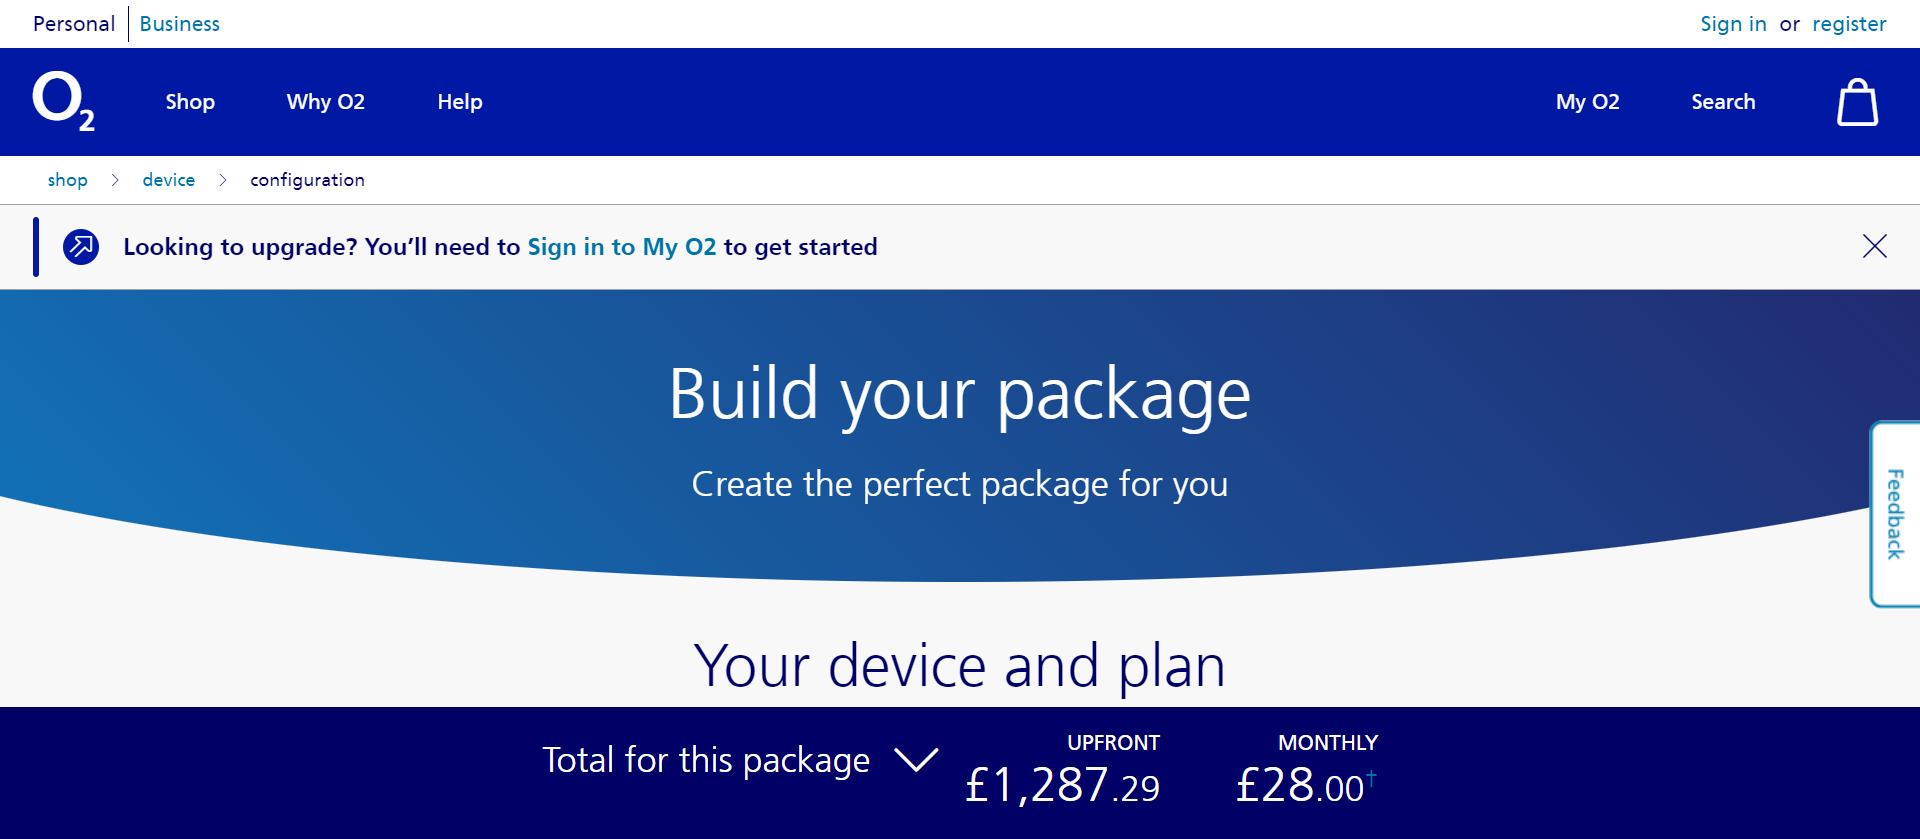 Personal Business Sign in or register
O2 Shop Why O2 Help My O2 Search
shop device configuration
Looking to upgrade? You’ll need to Sign in to My O2 to get started
Build your package
Create the perfect package for you
Feedback
Your device and plan
Total for this package
UPFRONT
£1,287.29
MONTHLY
£28.00†